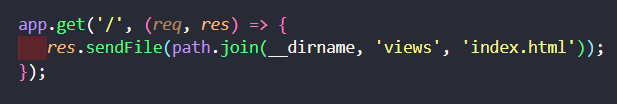 app.get('/', (req, res) => {
   res.sendFile(path.join(__dirname, 'views', 'index.html'));
});